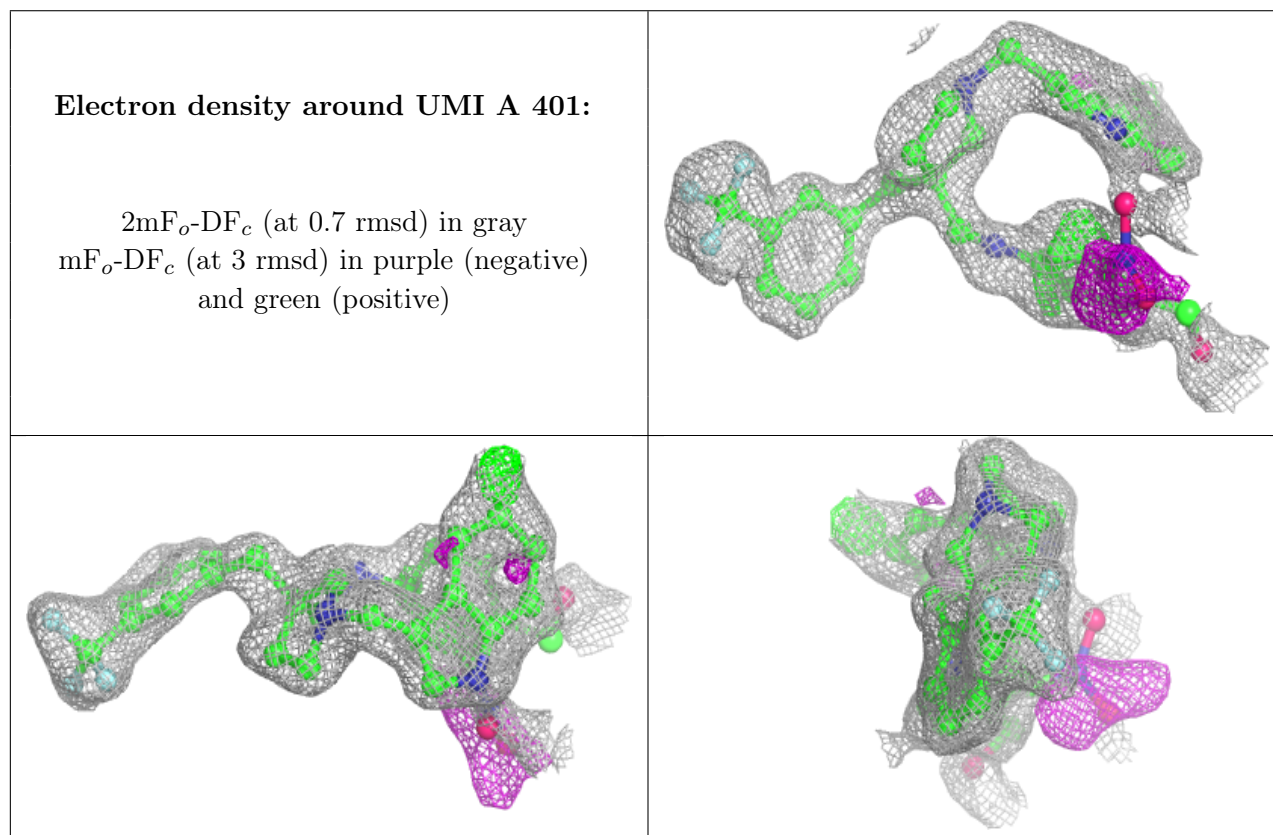 Electron density around UMI A 401:
2mFo-DFc (at 0.7 rmsd) in gray
mFo-DFc (at 3 rmsd) in purple (negative)
and green (positive)